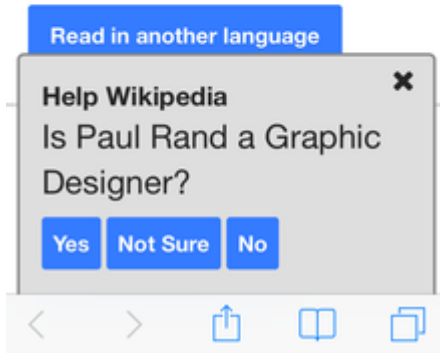 Read in another language
Help Wikipedia
Is Paul Rand a Graphic
Designer?
Yes Not Sure No